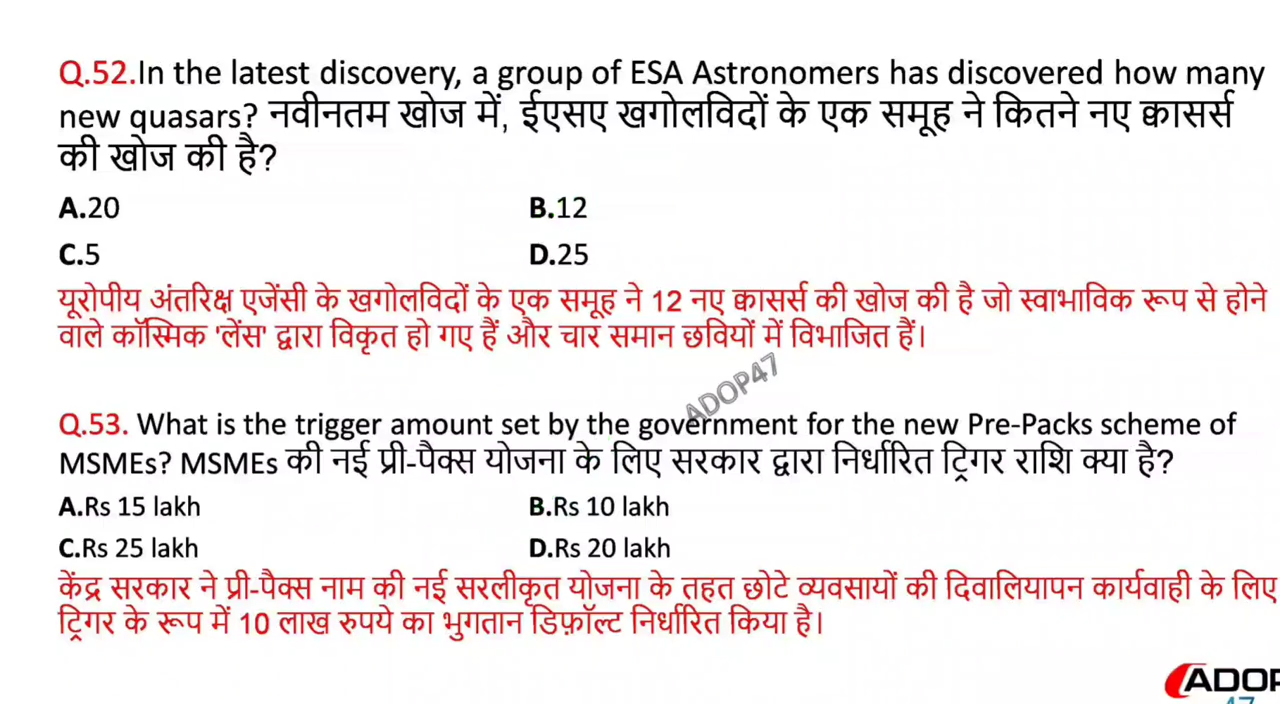 Q.52.In the latest discovery, a group of ESA Astronomers has discovered how many
new quasars? नवीनतम खोज में, ईएसए खगोलविदों के एक समूह ने कितने नए क्वासर्स
की खोज की है?
A.20 B.12
C.5 D.25
यूरोपीय अंतरिक्ष एजेंसी के खगोलविदों के एक समूह ने 12 नए क्वासर्स की खोज की है जो स्वाभाविक रूप से होने
वाले कॉस्मिक 'लेंस' द्वारा विकृत हो गए हैं और चार समान छवियों में विभाजित हैं।
ADOP47
Q.53. What is the trigger amount set by the government for the new Pre-Packs scheme of
MSMEs? MSMEs की नई प्री-पैक्स योजना के लिए सरकार द्वारा निर्धारित ट्रिगर राशि क्या है?
A.Rs 15 lakh B.Rs 10 lakh
C.Rs 25 lakh D.Rs 20 lakh
केंद्र सरकार ने प्री-पैक्स नाम की नई सरलीकृत योजना के तहत छोटे व्यवसायों की दिवालियापन कार्यवाही के लिए
ट्रिगर के रूप में 10 लाख रुपये का भुगतान डिफ़ॉल्ट निर्धारित किया है।
ADOP
47